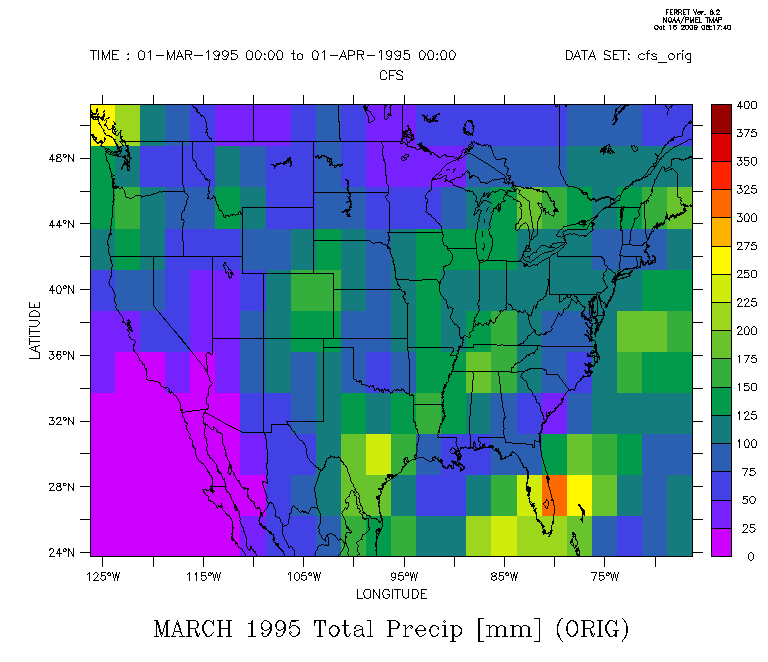 FERRET Ver. 6.2
NOAA/PMEL TMAP
Oct 16 2009 08:17:40
TIME : 01-MAR-1995 00:00 to 01-APR-1995 00:00 DATA SET: cfs_orig
CFS
400
375
350
325
300
275
250
225
200
175
150
125
100
75
50
25
0
48°N
44°N
40°N
36°N
32°N
28°N
24°N
LATITUDE
125°W 115°W 105°W 95°W 85°W 75°W
LONGITUDE
MARCH 1995 Total Precip [mm] (ORIG)